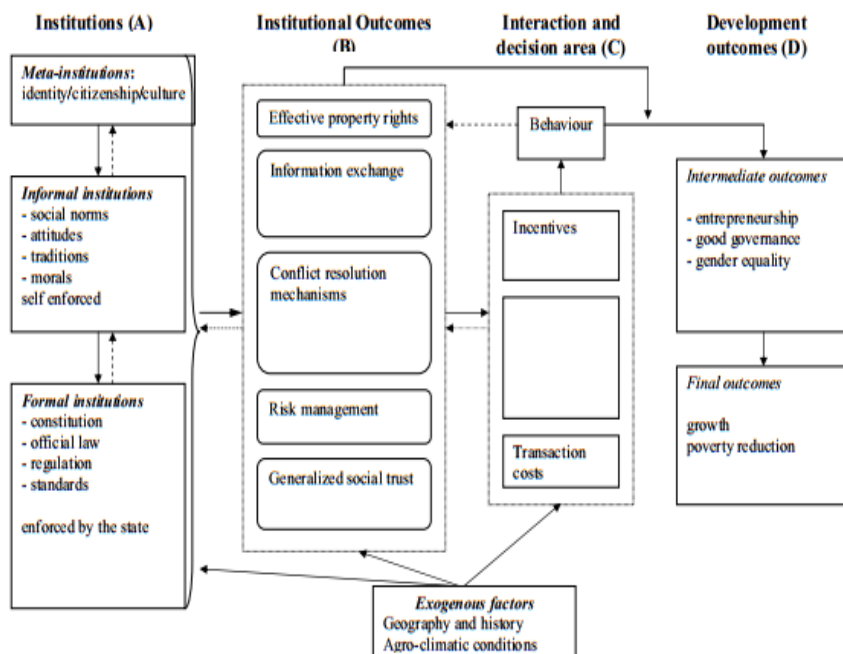 Institutions (A)
Institutional Outcomes
(B)
Interaction and
decision area (C)
Development
outcomes (D)
Meta-institutions:
identity/citizenship/culture
Informal institutions
- social norms
- attitudes
- traditions
- morals
self enforced
Formal institutions
- constitution
- official law
- regulation
- standards
enforced by the state
Effective property rights
Information exchange
Conflict resolution
mechanisms
Risk management
Generalized social trust
Behaviour
Incentives
Transaction
costs
Intermediate outcomes
- entrepreneurship
- good governance
- gender equality
Final outcomes
growth
poverty reduction
Exogenous factors
Geography and history
Agro-climatic conditions